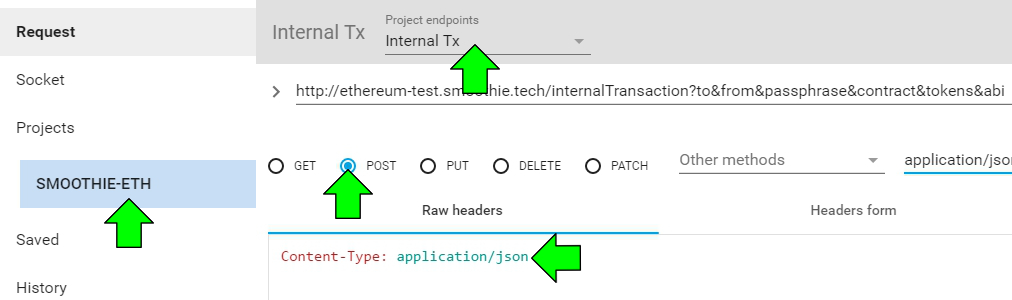 Request
Socket
Projects
SMOOTHIE-ETH
Saved
History
Internal Tx
Project endpoints
Internal Tx
http://ethereum-test.smoothie.tech/internalTransaction?to&from&passphrase&contract&tokens&abi
GET POST PUT DELETE PATCH Other methods application/jso
Raw headers Headers form
Content-Type: application/json